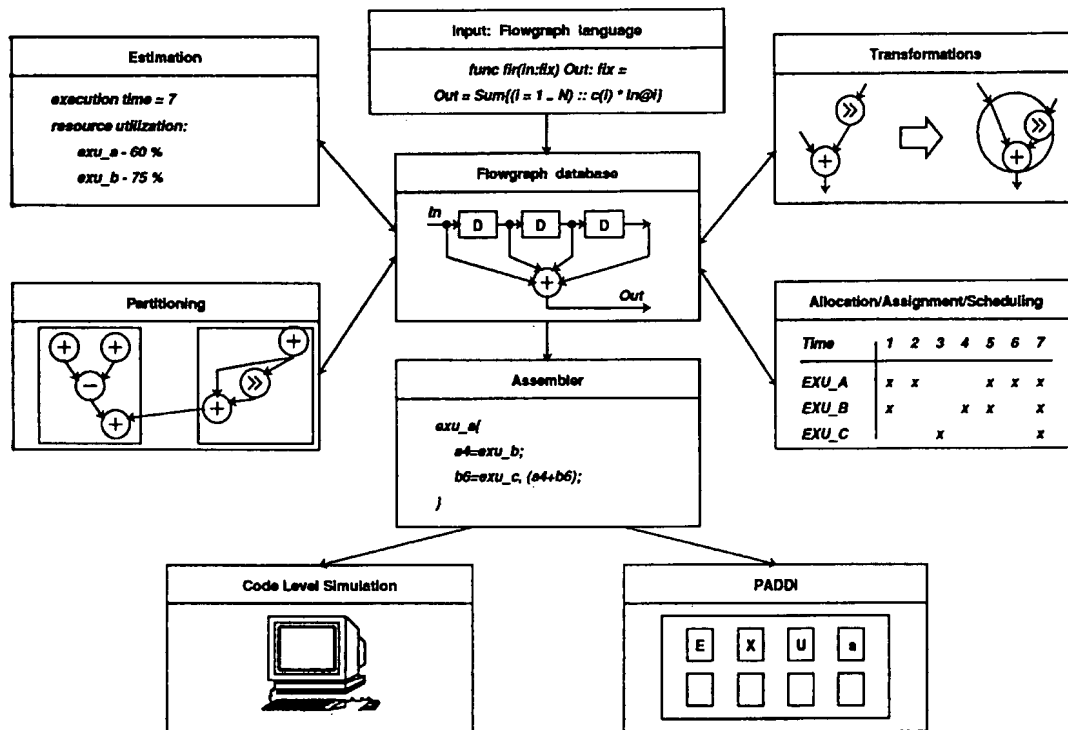 Input: Flowgraph language
func fir(in:fix) Out: fix =
Out = Sum{(i = 1 .. N) :: c(i) * In@i}
Estimation
execution time = 7
resource utilization:
exu_a - 60 %
exu_b - 75 %
Transformations
>>
+
>>
+
Flowgraph database
In
D
D
D
+
Out
Partitioning
+
+
−
+
+
>>
+
Allocation/Assignment/Scheduling
Time 1 2 3 4 5 6 7
EXU_A x x x x x
EXU_B x x x x
EXU_C x x
Assembler
exu_a{
a4=exu_b;
b6=exu_c, (a4+b6);
}
Code Level Simulation
PADDI
E X U s